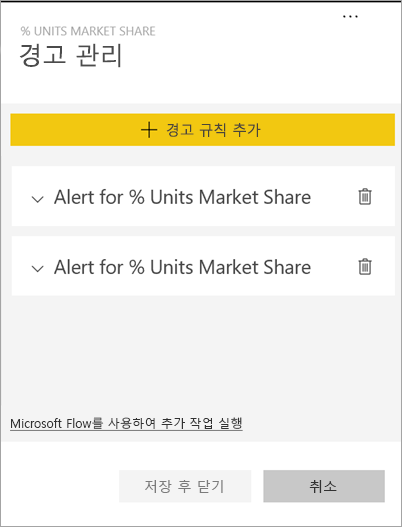 % UNITS MARKET SHARE
경고 관리
경고 규칙 추가
Alert for % Units Market Share
Alert for % Units Market Share
Microsoft Flow를 사용하여 추가 작업 실행
저장 후 닫기
취소